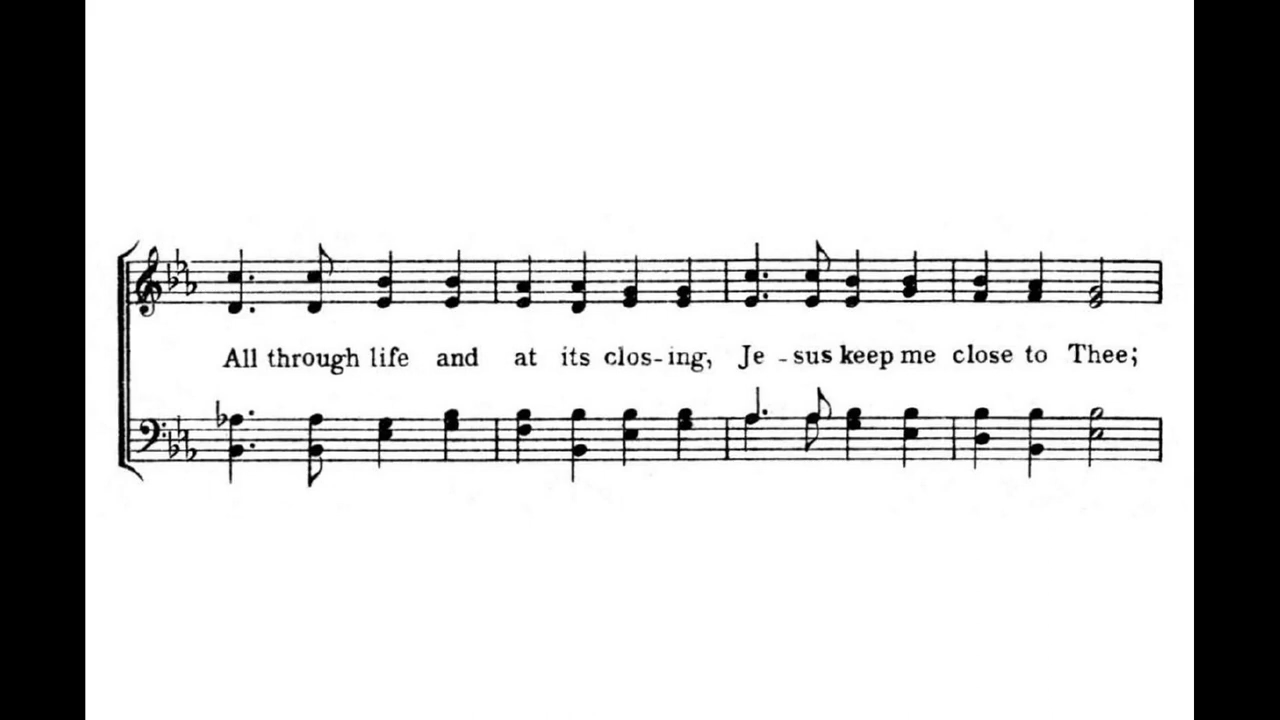 All through life and at its clos-ing, Je - sus keep me close to Thee;